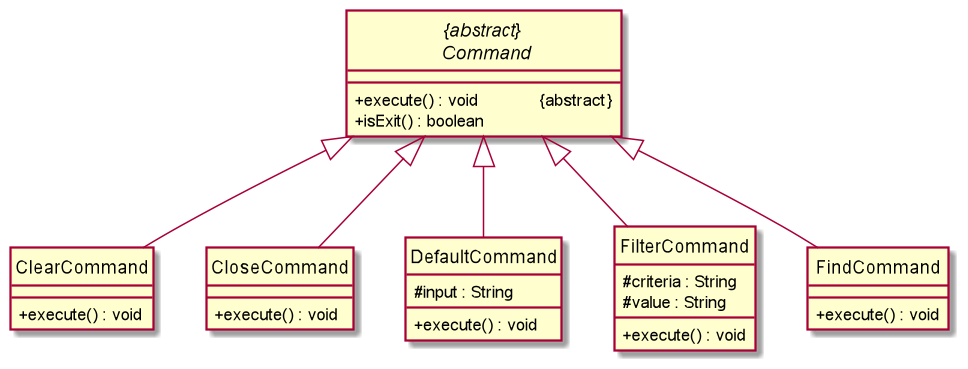 {abstract}
Command
+execute() : void {abstract}
+isExit() : boolean
ClearCommand
+execute() : void
CloseCommand
+execute() : void
DefaultCommand
#input : String
+execute() : void
FilterCommand
#criteria : String
#value : String
+execute() : void
FindCommand
+execute() : void